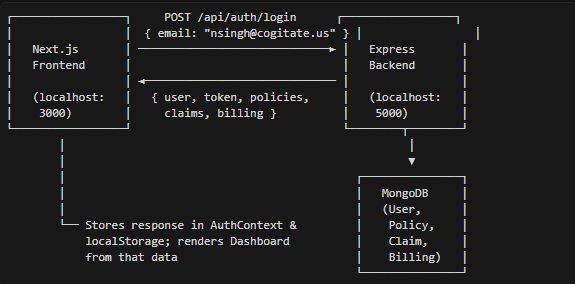 POST /api/auth/login
{ email: "nsingh@cogitate.us" }
Next.js
Frontend
(localhost:
3000)
Express
Backend
(localhost:
5000)
{ user, token, policies,
claims, billing }
MongoDB
(User,
Policy,
Claim,
Billing)
Stores response in AuthContext &
localStorage; renders Dashboard
from that data